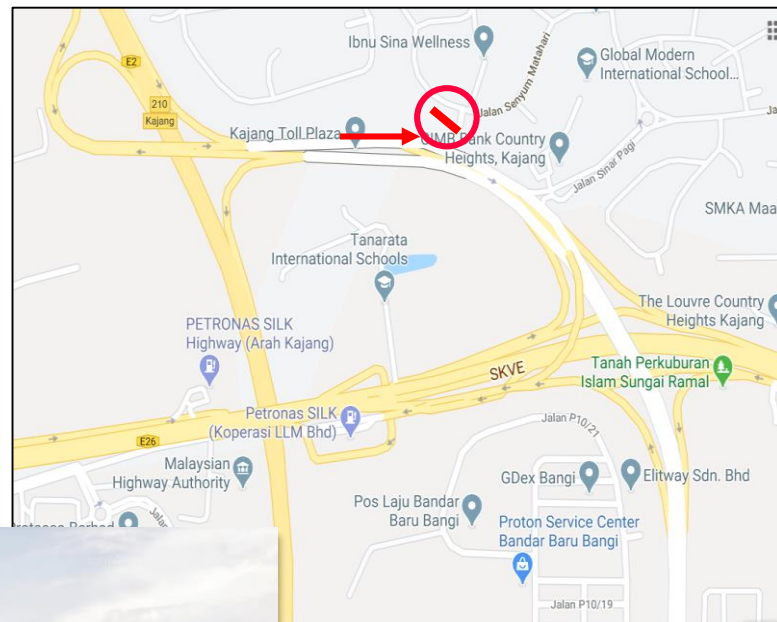 Ibnu Sina Wellness
Global Modern
International School...
E2
Jalan Senyum Matahari
210
Kajang
Kajang Toll Plaza
CIMB Bank Country
Heights, Kajang
Jalan Sinar Pagi
SMKA Maa
Tanarata
International Schools
The Louvre Country
Heights Kajang
PETRONAS SILK
Highway (Arah Kajang)
SKVE
Tanah Perkuburan
Islam Sungai Ramal
Petronas SILK
(Koperasi LLM Bhd)
Jalan P10/21
E26
Malaysian
Highway Authority
GDex Bangi
Elitway Sdn. Bhd
Pos Laju Bandar
Baru Bangi
Proton Service Center
Bandar Baru Bangi
Jalan P10/19